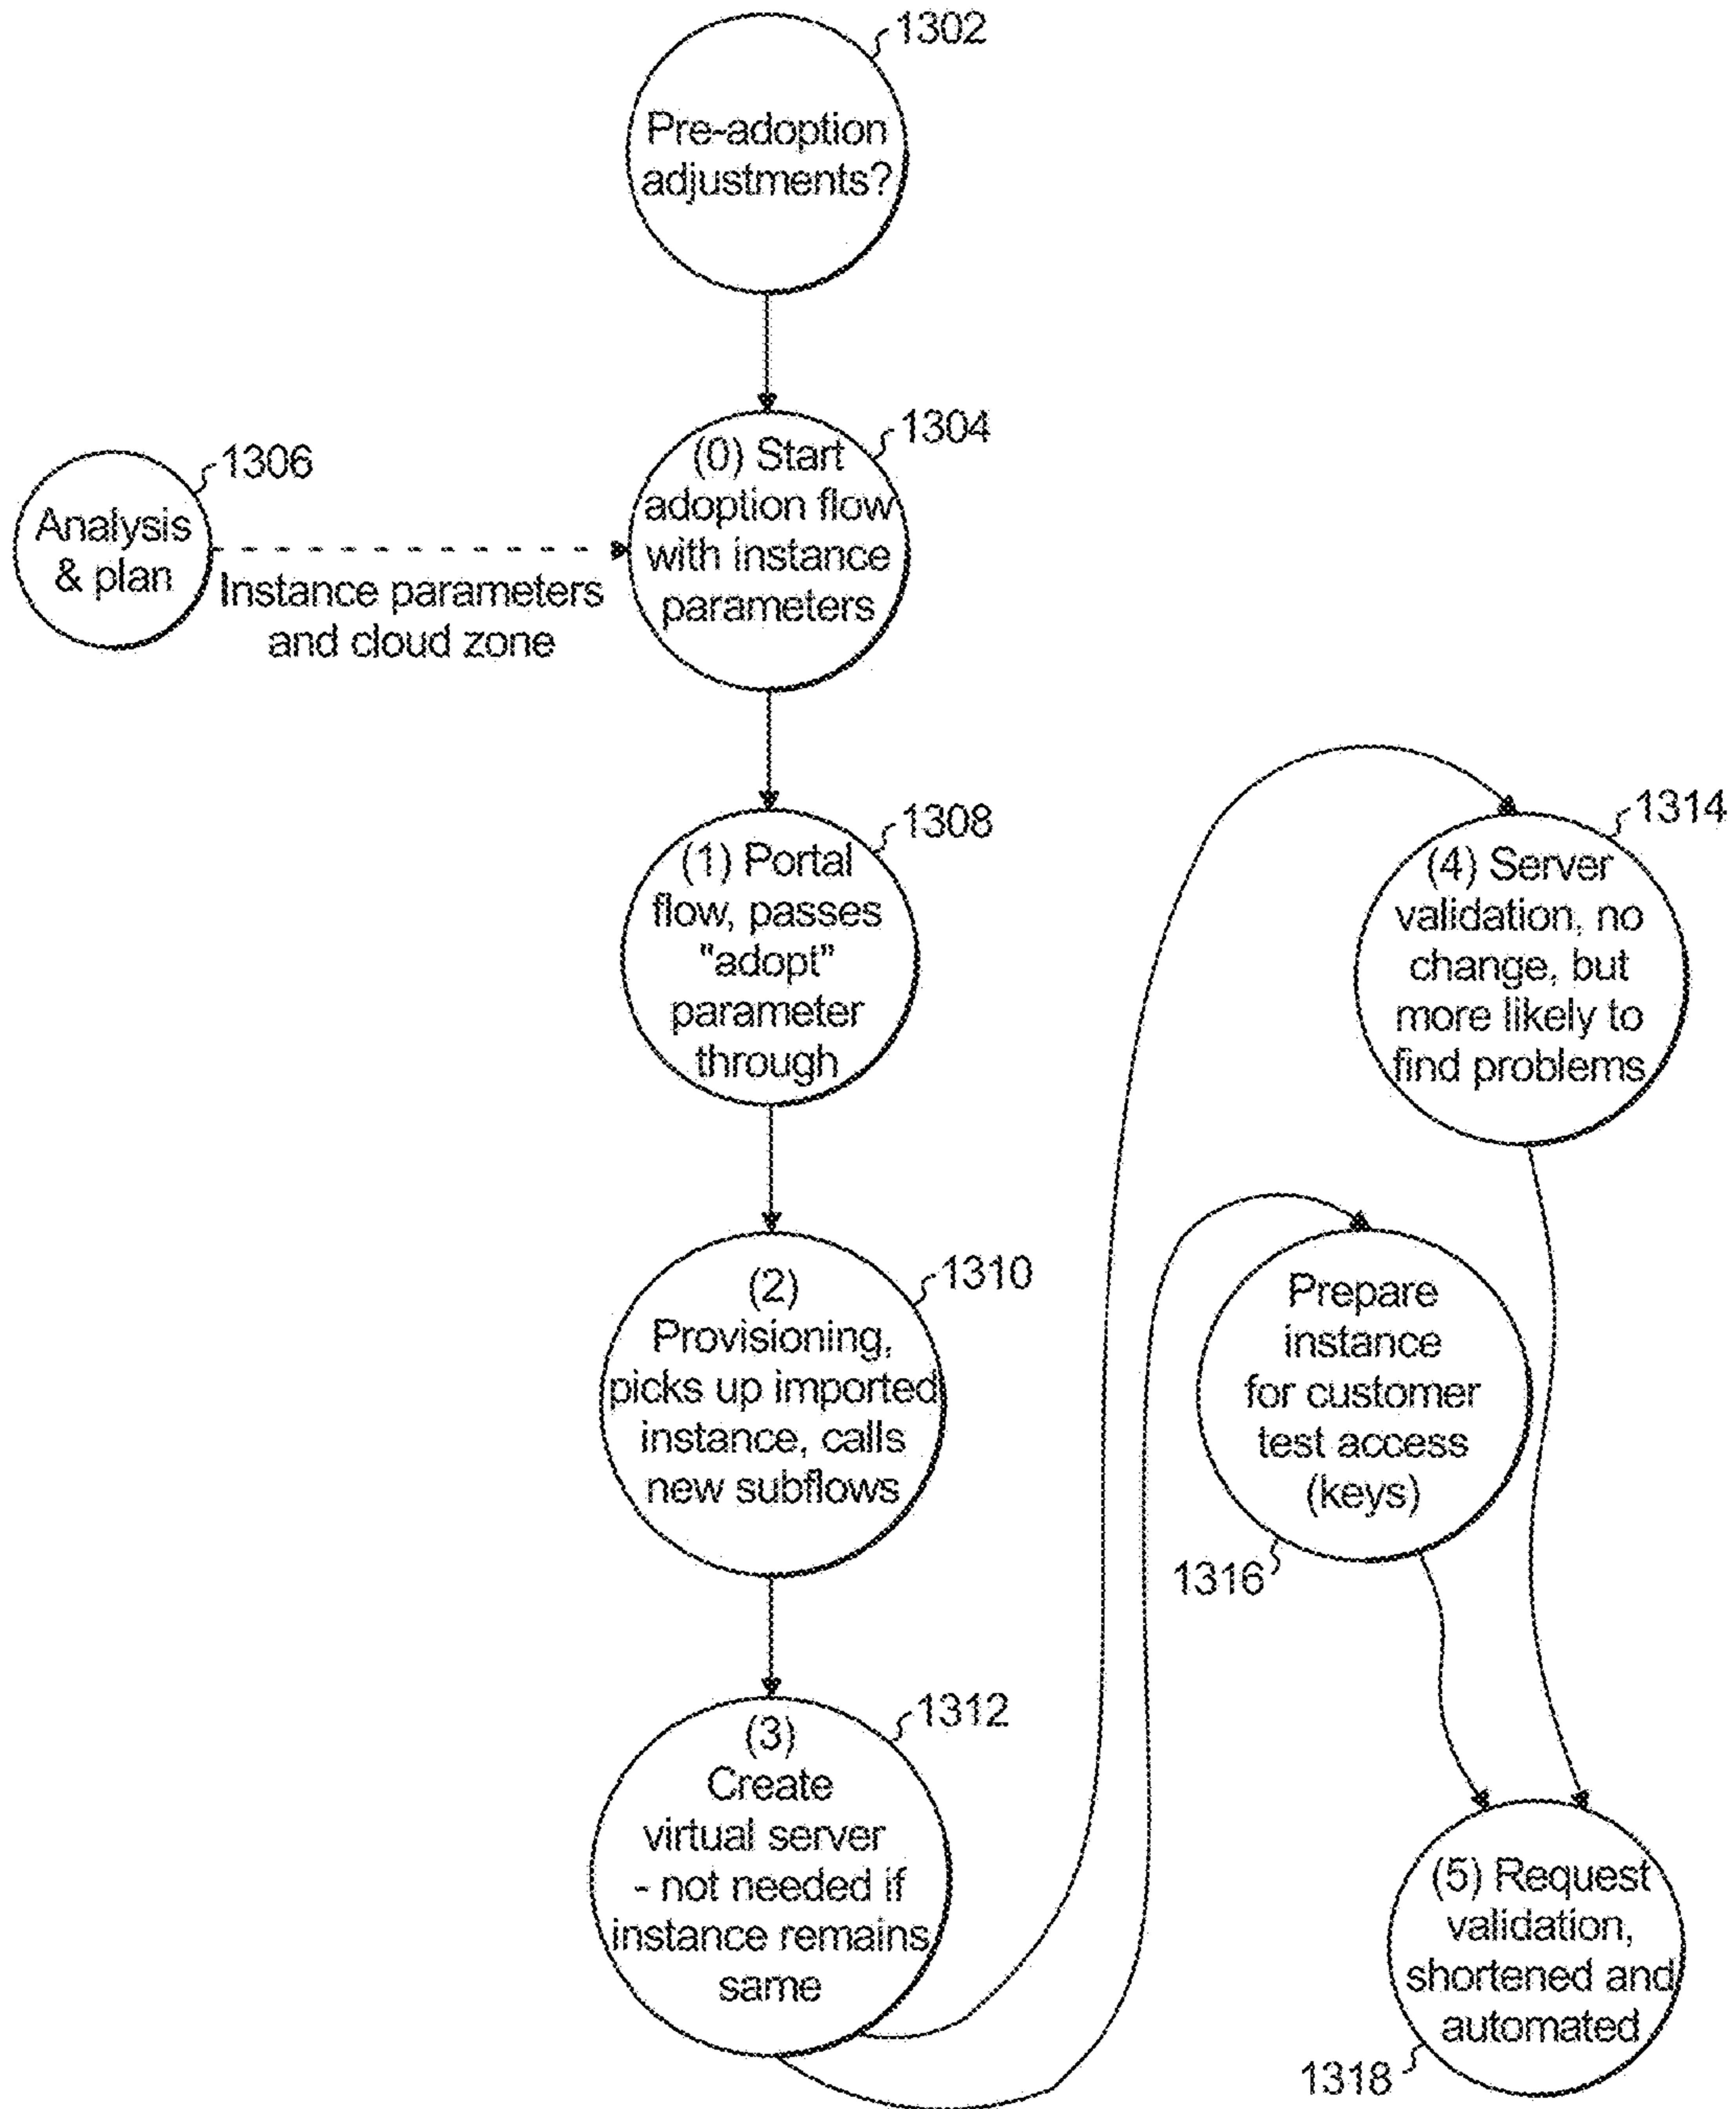 1302
Pre-adoption
adjustments?
1304
(0) Start
adoption flow
with instance
parameters
1306
Analysis
& plan
Instance parameters
and cloud zone
1308
(1) Portal
flow, passes
"adopt"
parameter
through
1310
(2)
Provisioning,
picks up imported
instance, calls
new subflows
1312
(3)
Create
virtual server
- not needed if
instance remains
same
1314
(4) Server
validation, no
change, but
more likely to
find problems
Prepare
instance
for customer
test access
(keys)
1316
(5) Request
validation,
shortened and
automated
1318